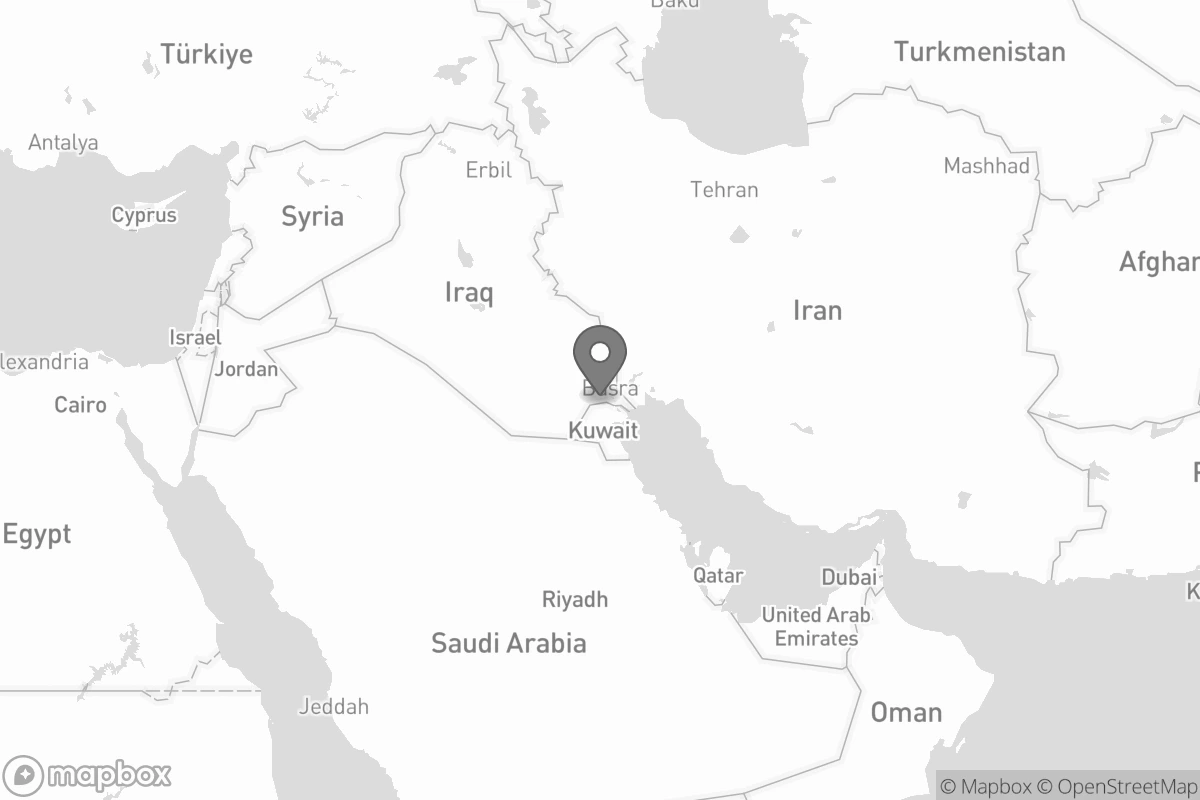 Baku
Türkiye
Turkmenistan
Antalya
Erbil
Mashhad
Tehran
Cyprus
Syria
Afghan
Iraq
Iran
Israel
lexandria
Jordan
Basra
Cairo
Kuwait
P
Egypt
Qatar
Dubai
K
Riyadh
United Arab
Emirates
Saudi Arabia
Jeddah
Oman
mapbox
© Mapbox © OpenStreetMap